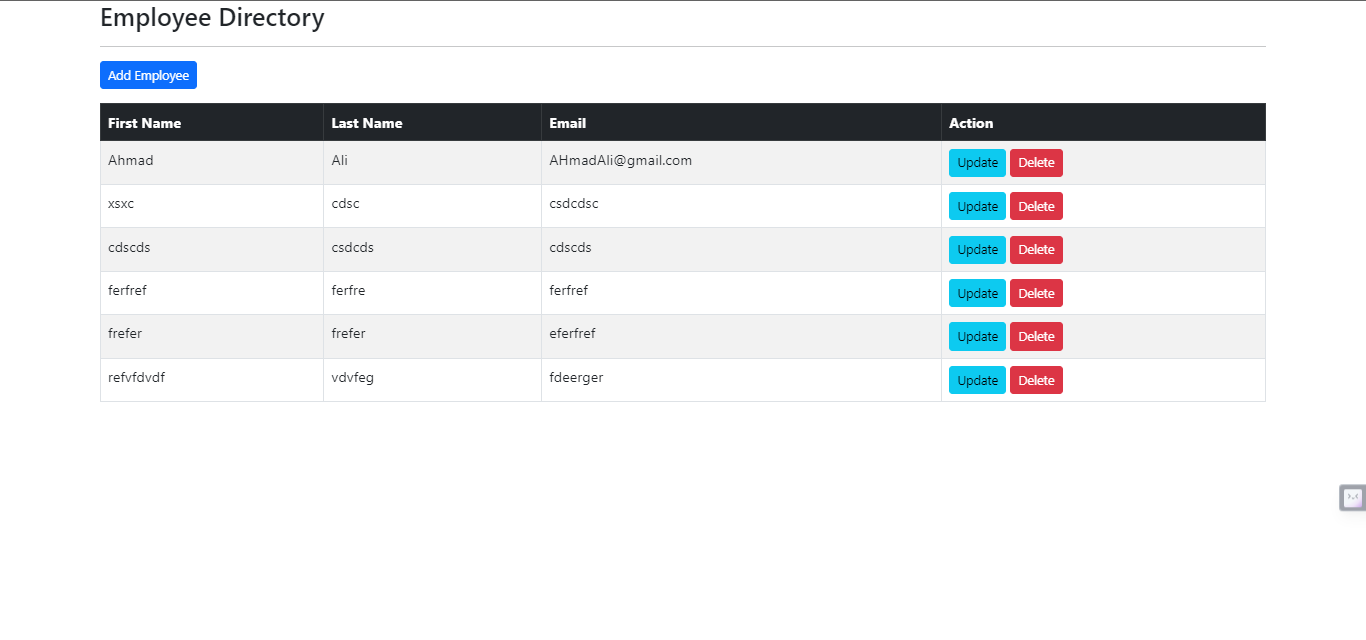 Employee Directory
Add Employee
First Name Last Name Email Action
Ahmad Ali AHmadAli@gmail.com Update Delete
xsxc cdsc csdcdsc Update Delete
cdscds csdcds cdscds Update Delete
ferfref ferfre ferfref Update Delete
frefer frefer eferfref Update Delete
refvfdvdf vdvfeg fdeerger Update Delete